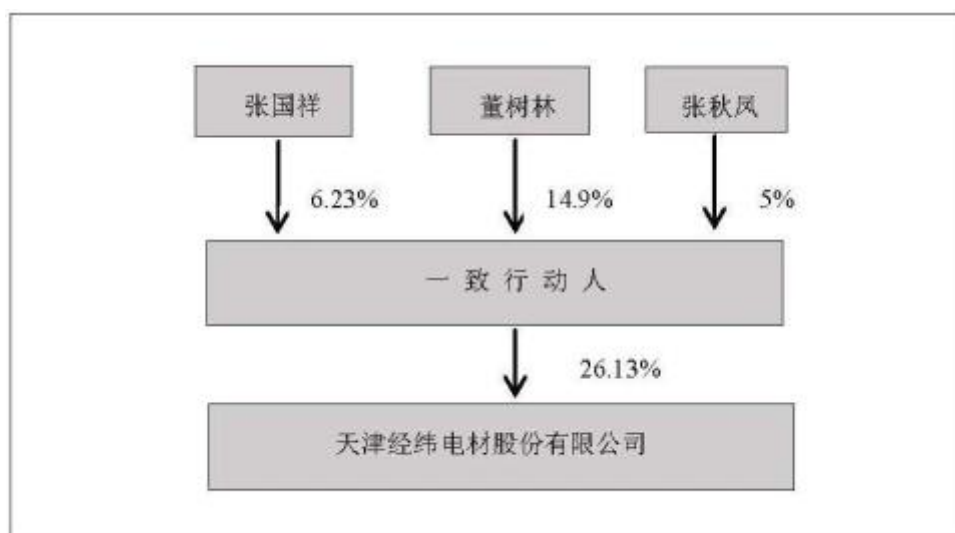 张国祥 董树林 张秋凤
6.23% 14.9% 5%
一致行动人
26.13%
天津经纬电材股份有限公司